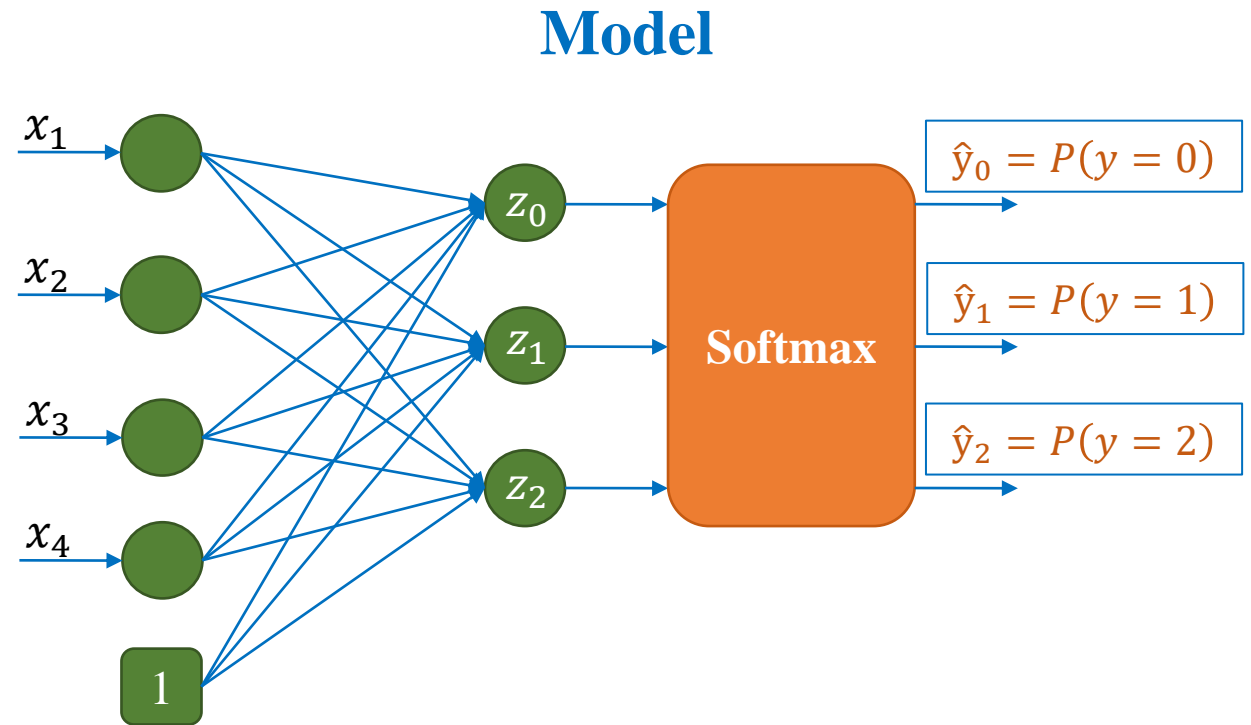 Model
x₁
x₂
x₃
x₄
1
z₀
z₁
z₂
Softmax
ŷ₀ = P(y = 0)
ŷ₁ = P(y = 1)
ŷ₂ = P(y = 2)